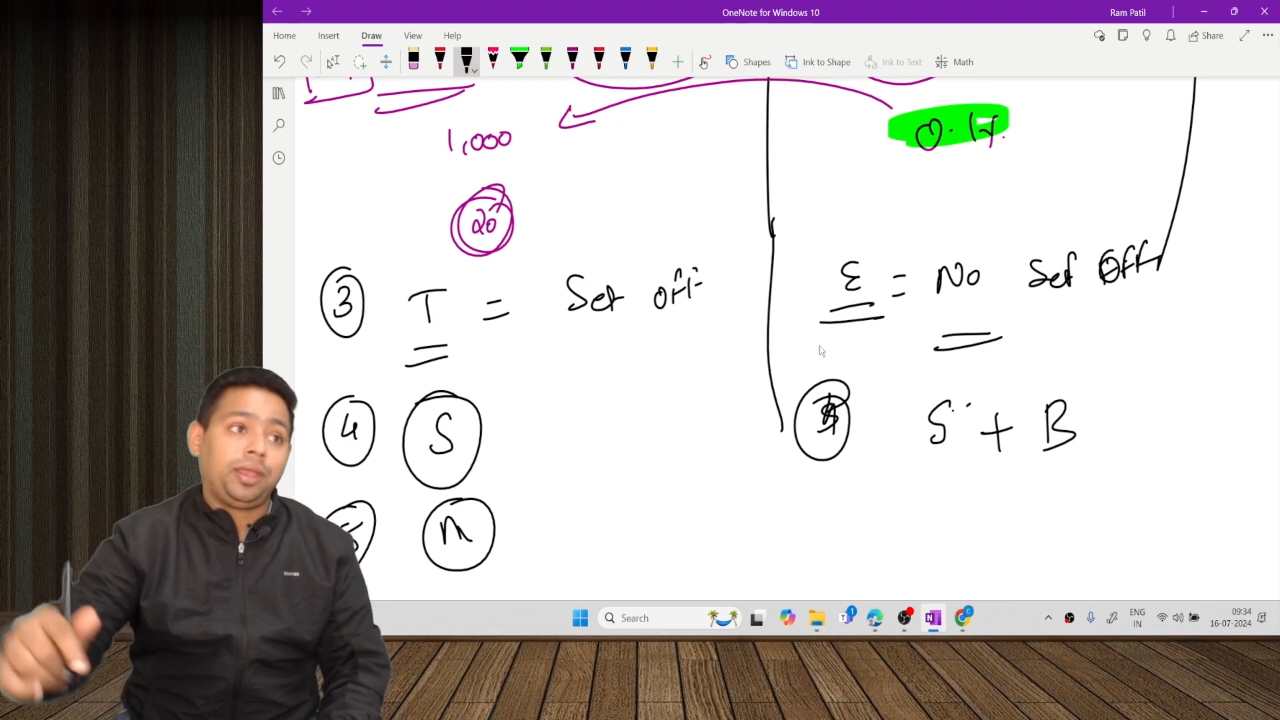 OneNote for Windows 10
Ram Patil
Home Insert Draw View Help
Share
Shapes Ink to Shape Ink to Text Math
1,000
0.1%
20%
3 T = Set off
E = No Set Off
4 S
S + B
5 M
Search
ENG
IN
09:34
16-07-2024